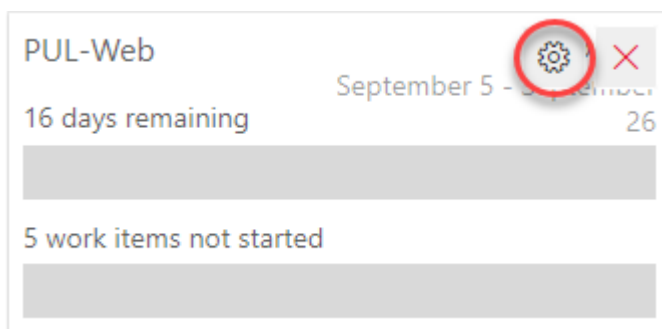 PUL-Web
September 5 -
16 days remaining
26
5 work items not started